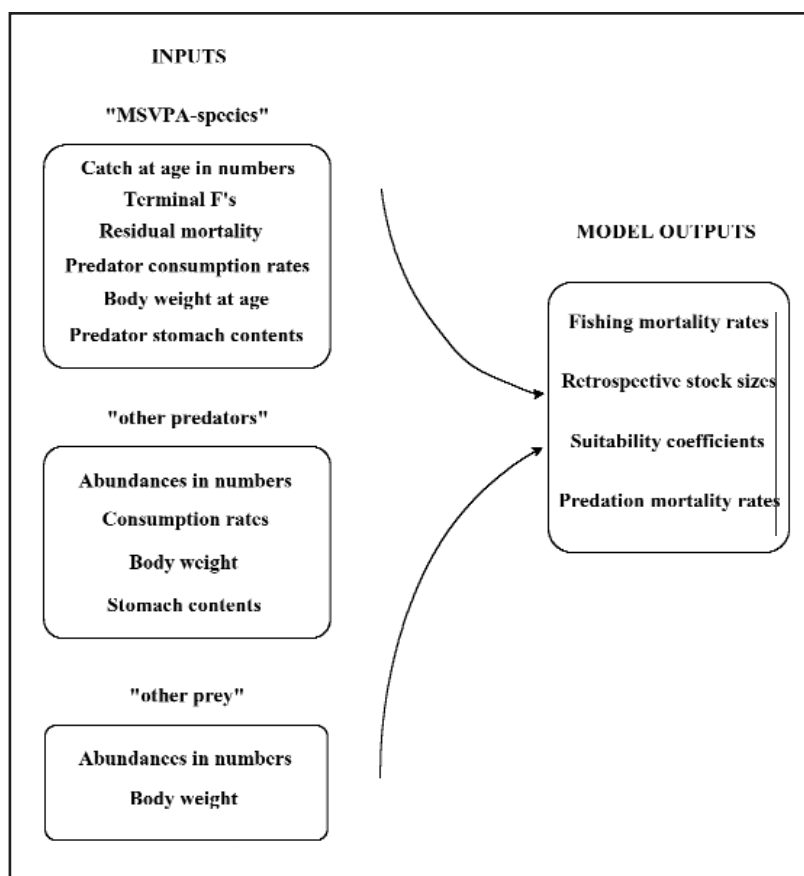 INPUTS
"MSVPA-species"
Catch at age in numbers
Terminal F's
Residual mortality
Predator consumption rates
Body weight at age
Predator stomach contents
"other predators"
Abundances in numbers
Consumption rates
Body weight
Stomach contents
"other prey"
Abundances in numbers
Body weight
MODEL OUTPUTS
Fishing mortality rates
Retrospective stock sizes
Suitability coefficients
Predation mortality rates